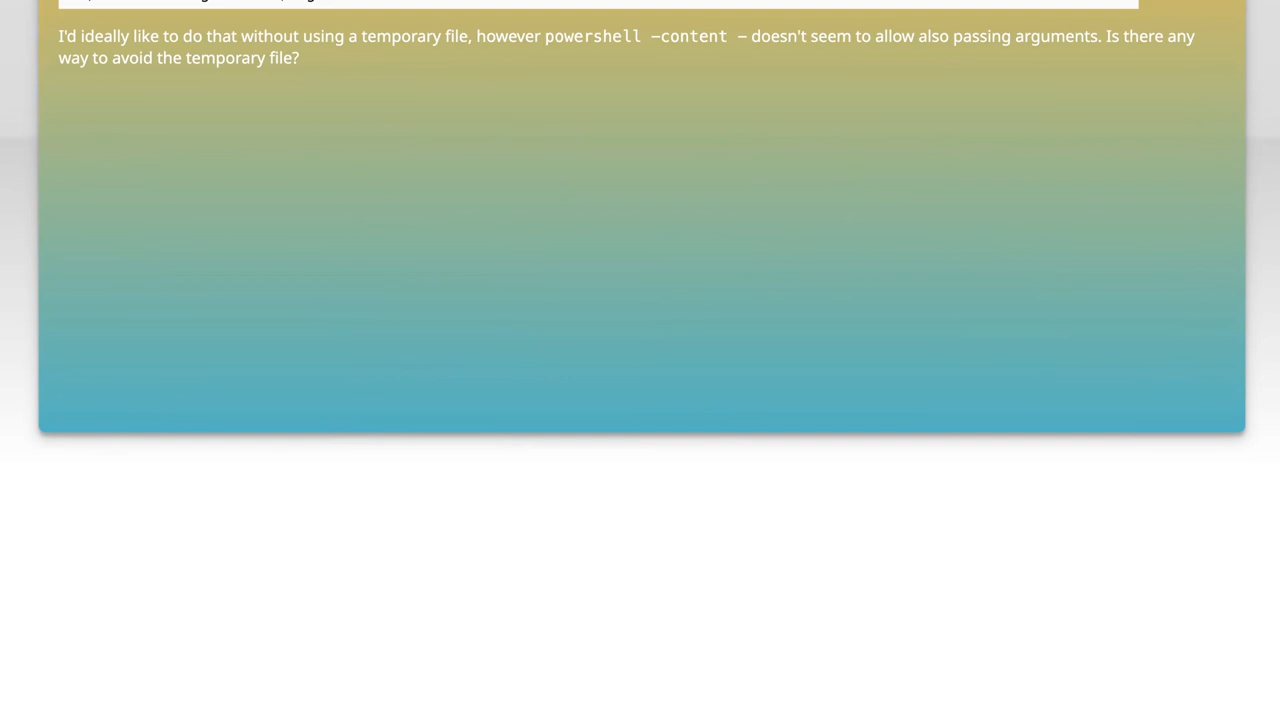 I'd ideally like to do that without using a temporary file, however powershell -content - doesn't seem to allow also passing arguments. Is there any
way to avoid the temporary file?